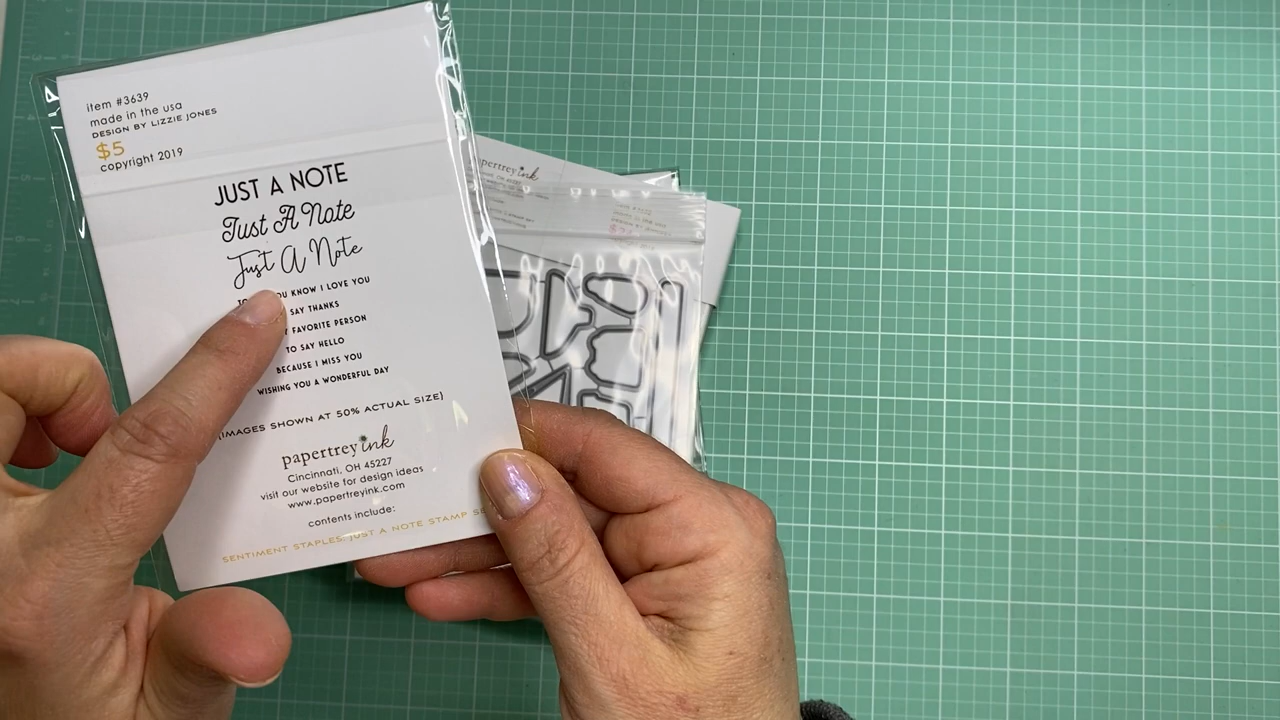 item #3639
made in the usa
DESIGN BY LIZZIE JONES
$5
copyright 2019
JUST A NOTE
Just A Note
Just A Note
KNOW I LOVE YOU
SAY THANKS
FAVORITE PERSON
TO SAY HELLO
BECAUSE I MISS YOU
WISHING YOU A WONDERFUL DAY
(IMAGES SHOWN AT 50% ACTUAL SIZE)
papertrey ink
Cincinnati, OH 45227
visit our website for design ideas
www.papertreyink.com
contents include:
SENTIMENT STAPLES: JUST A NOTE STAMP
papertrey ink